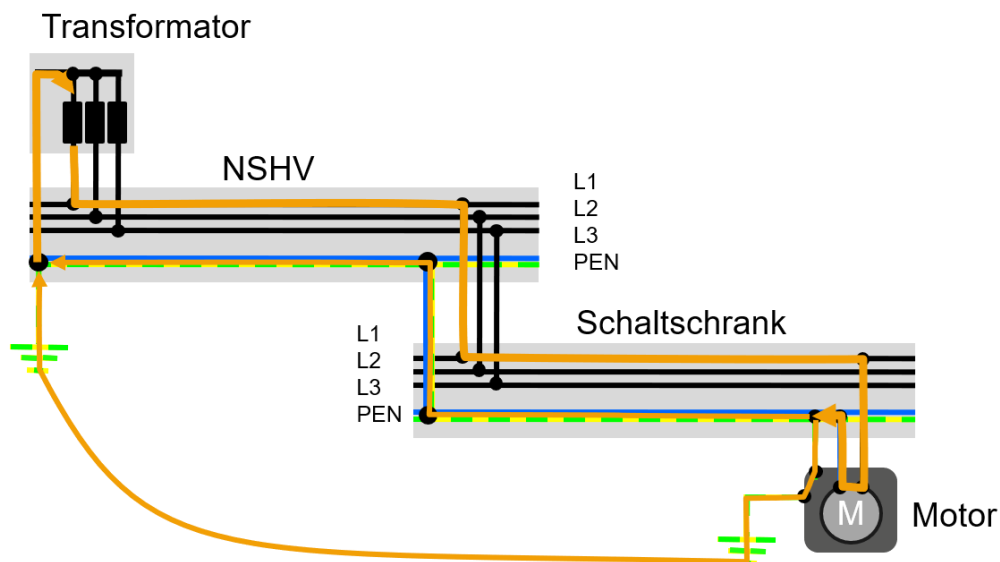 Transformator
NSHV
L1
L2
L3
PEN
Schaltschrank
L1
L2
L3
PEN
M
Motor